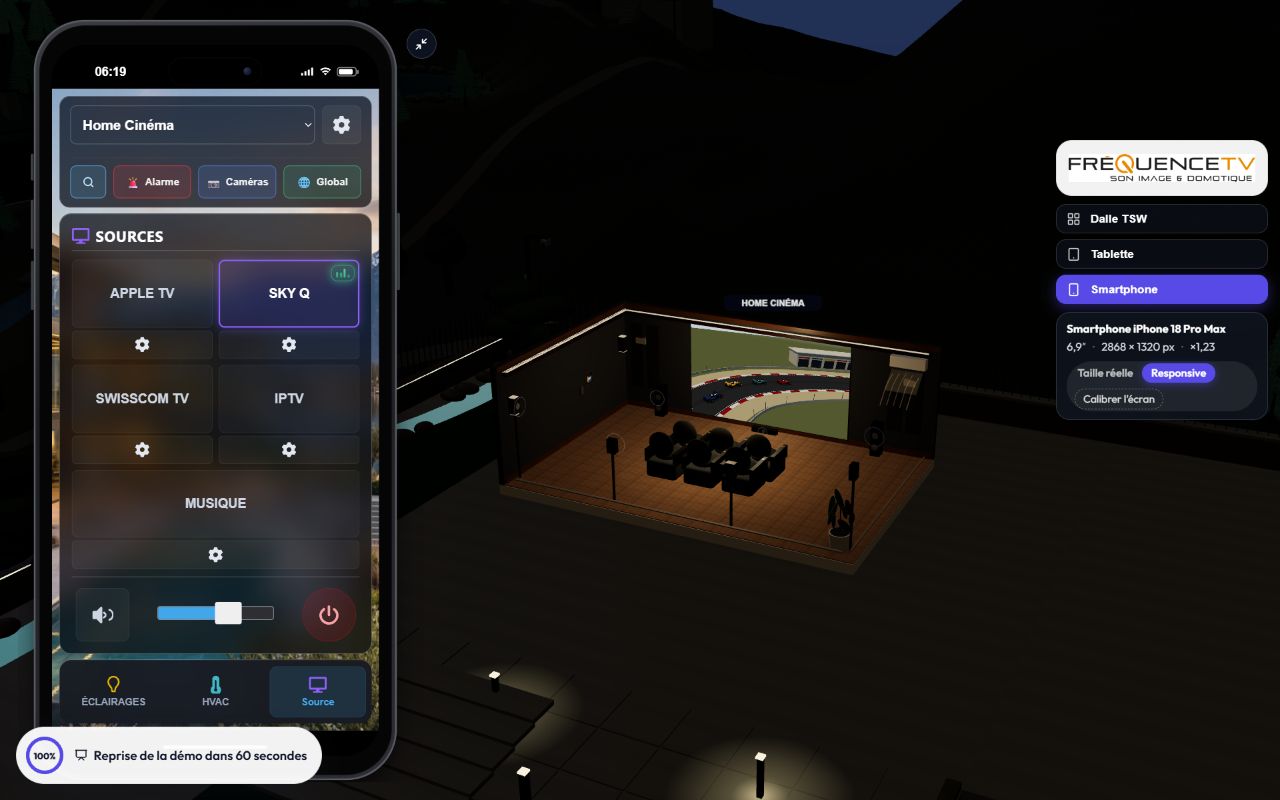 06:19
Home Cinéma
Alarme
Caméras
Global
SOURCES
APPLE TV
SKY Q
SWISSCOM TV
IPTV
MUSIQUE
ÉCLAIRAGES
HVAC
Source
100%
Reprise de la démo dans 60 secondes
HOME CINÉMA
FRÉQUENCETV
SON IMAGE & DOMOTIQUE
Dalle TSW
Tablette
Smartphone
Smartphone iPhone 18 Pro Max
6,9″ · 2868 × 1320 px · ×1,23
Taille réelle
Responsive
Calibrer l'écran